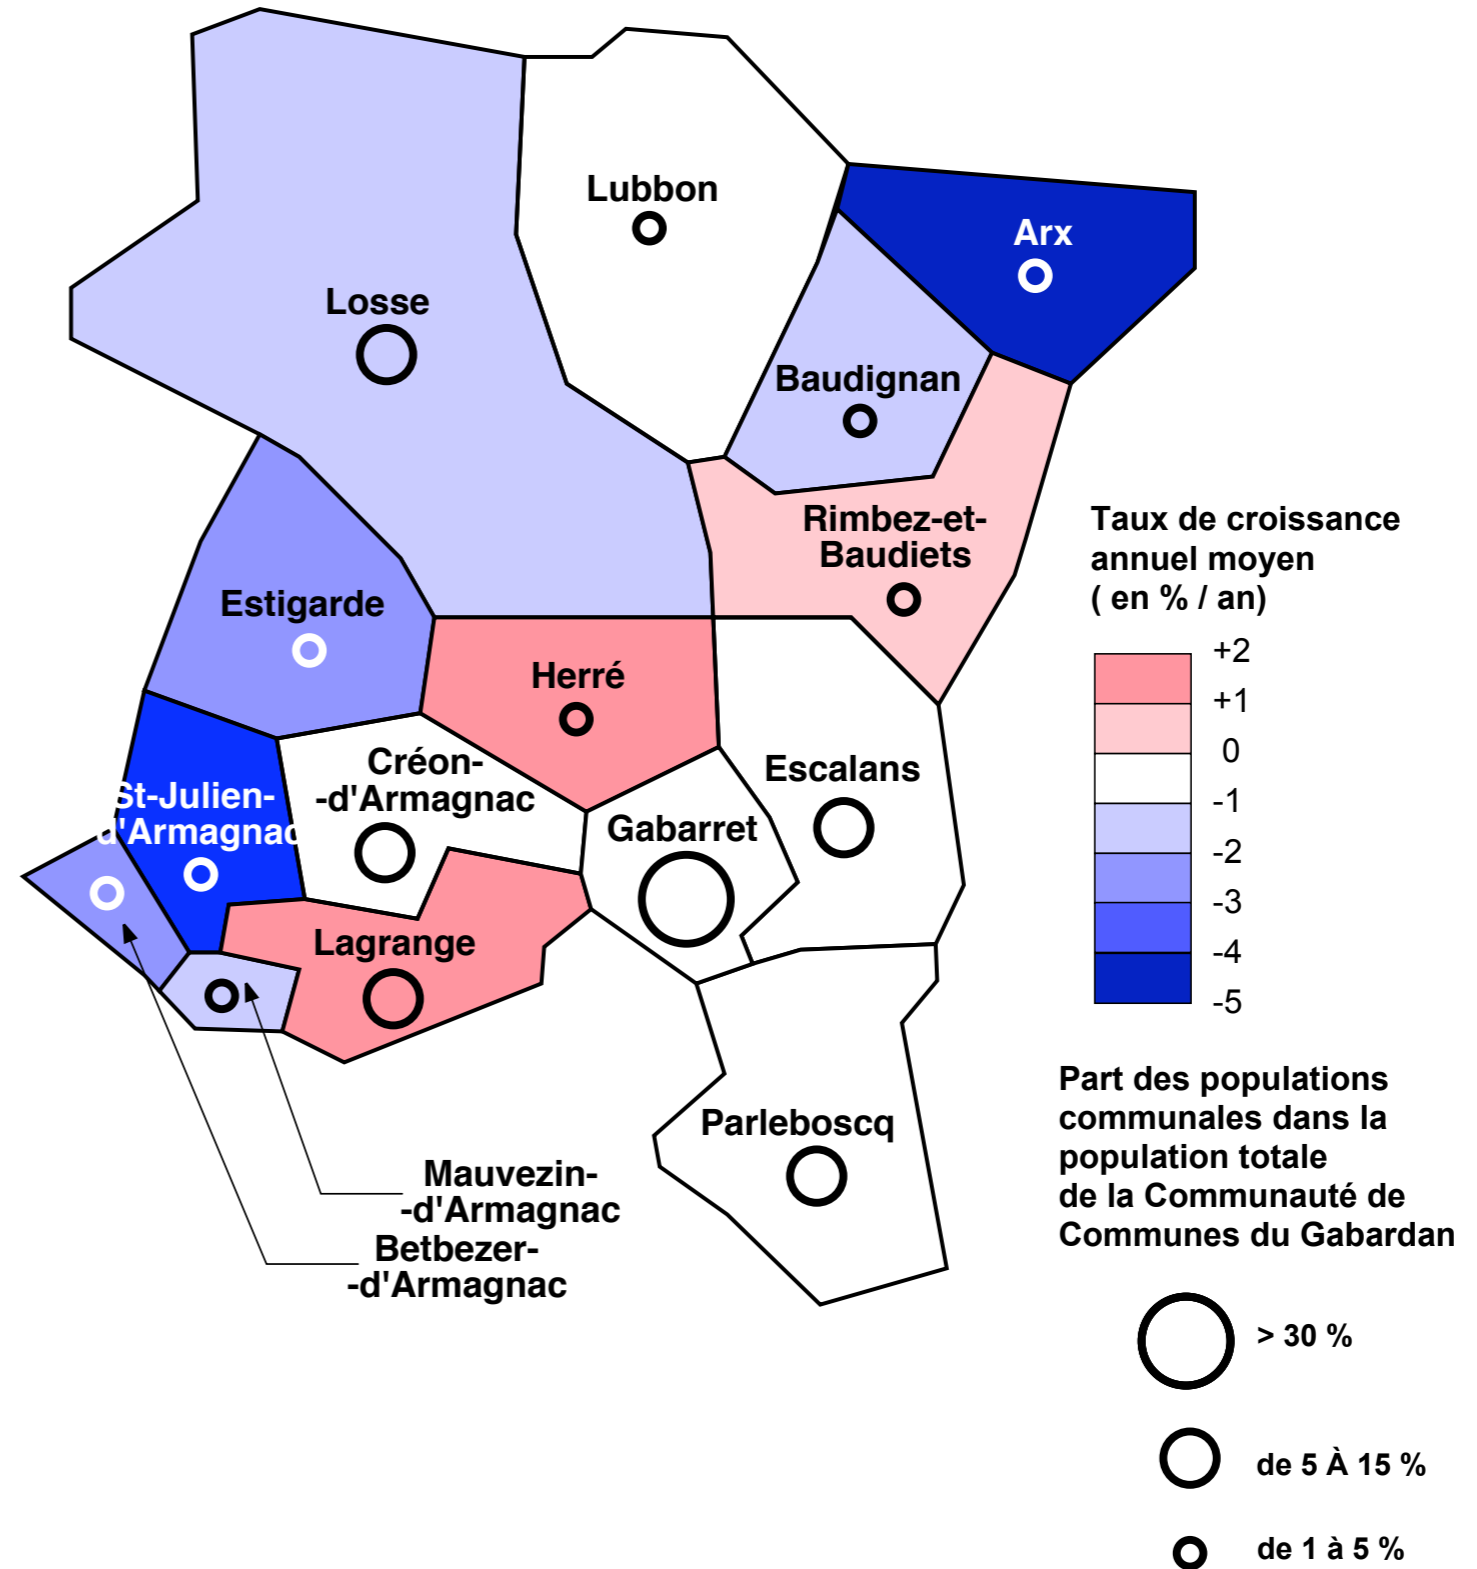 Lubbon
Arx
Losse
Baudignan
Rimbez-et-
Baudiets
Estigarde
Herré
Créon-
-d'Armagnac
Escalans
St-Julien-
d'Armagnac
Gabarret
Lagrange
Parleboscq
Mauvezin-
-d'Armagnac
Betbezer-
-d'Armagnac
Taux de croissance
annuel moyen
( en % / an)
+2
+1
0
-1
-2
-3
-4
-5
Part des populations
communales dans la
population totale
de la Communauté de
Communes du Gabardan
> 30 %
de 5 À 15 %
de 1 à 5 %